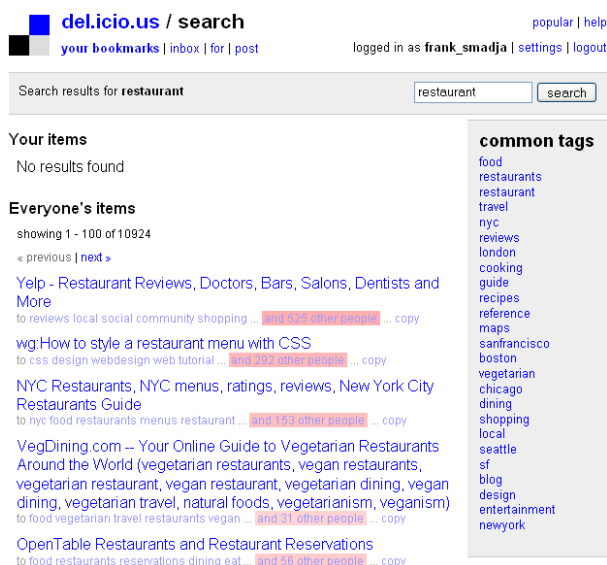 del.icio.us / search
popular | help
your bookmarks | inbox | for | post
logged in as frank_smadja | settings | logout
Search results for restaurant
restaurant
search
Your items
No results found
Everyone's items
showing 1 - 100 of 10924
« previous | next »
Yelp - Restaurant Reviews, Doctors, Bars, Salons, Dentists and
More
to reviews local social community shopping ... and 525 other people ... copy
wg:How to style a restaurant menu with CSS
to css design webdesign web tutorial ... and 292 other people ... copy
NYC Restaurants, NYC menus, ratings, reviews, New York City
Restaurants Guide
to nyc food restaurants menus restaurant ... and 153 other people ... copy
VegDining.com -- Your Online Guide to Vegetarian Restaurants
Around the World (vegetarian restaurants, vegan restaurants,
vegetarian restaurant, vegan restaurant, vegetarian dining, vegan
dining, vegetarian travel, natural foods, vegetarianism, veganism)
to food vegetarian travel restaurants vegan ... and 31 other people ... copy
OpenTable Restaurants and Restaurant Reservations
to food restaurants reservations dining eat ... and 56 other people ... copy
common tags
food
restaurants
restaurant
travel
nyc
reviews
london
cooking
guide
recipes
reference
maps
sanfrancisco
boston
vegetarian
chicago
dining
shopping
local
seattle
sf
blog
design
entertainment
newyork